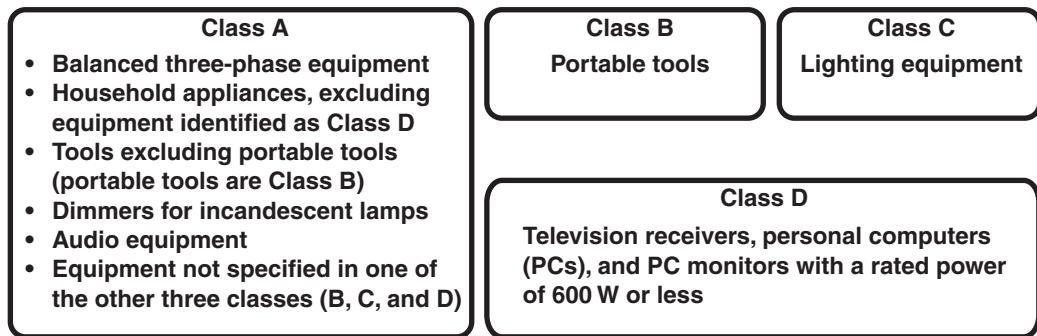 Class A
• Balanced three-phase equipment
• Household appliances, excluding
equipment identified as Class D
• Tools excluding portable tools
(portable tools are Class B)
• Dimmers for incandescent lamps
• Audio equipment
• Equipment not specified in one of
the other three classes (B, C, and D)
Class B
Portable tools
Class C
Lighting equipment
Class D
Television receivers, personal computers
(PCs), and PC monitors with a rated power
of 600 W or less